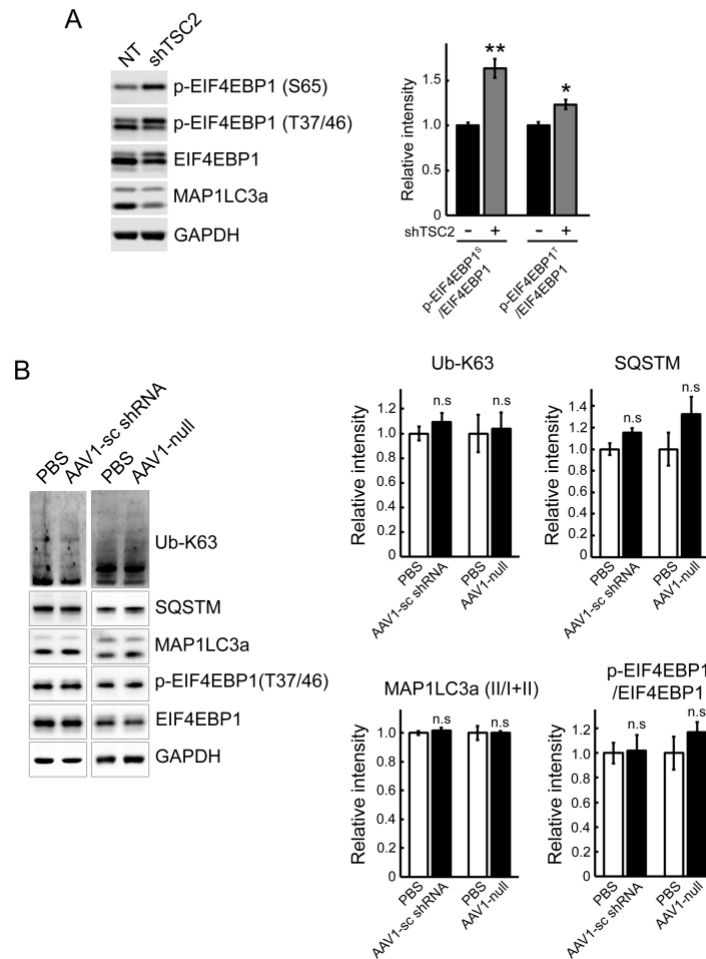 A
NT
shTSC2
p-EIF4EBP1 (S65)
p-EIF4EBP1 (T37/46)
EIF4EBP1
MAP1LC3a
GAPDH
Relative intensity
1.5
1.0
0.5
0
**
*
shTSC2
- + - +
p-EIF4EBP1ˢ
/EIF4EBP1
p-EIF4EBP1ᵀ
/EIF4EBP1
B
PBS
AAV1-sc shRNA
PBS
AAV1-null
Ub-K63
SQSTM
MAP1LC3a
p-EIF4EBP1(T37/46)
EIF4EBP1
GAPDH
Ub-K63
Relative intensity
1.2
1.0
0.8
0.6
0.4
0.2
0
n.s
n.s
PBS
AAV1-sc shRNA
PBS
AAV1-null
SQSTM
Relative intensity
1.4
1.2
1.0
0.8
0.6
0.4
0.2
0
n.s
n.s
PBS
AAV1-sc shRNA
PBS
AAV1-null
MAP1LC3a (II/I+II)
Relative intensity
1.0
0.8
0.6
0.4
0.2
0
n.s
n.s
PBS
AAV1-sc shRNA
PBS
AAV1-null
p-EIF4EBP1
/EIF4EBP1
Relative intensity
1.2
1.0
0.8
0.6
0.4
0.2
0
n.s
n.s
PBS
AAV1-sc shRNA
PBS
AAV1-null